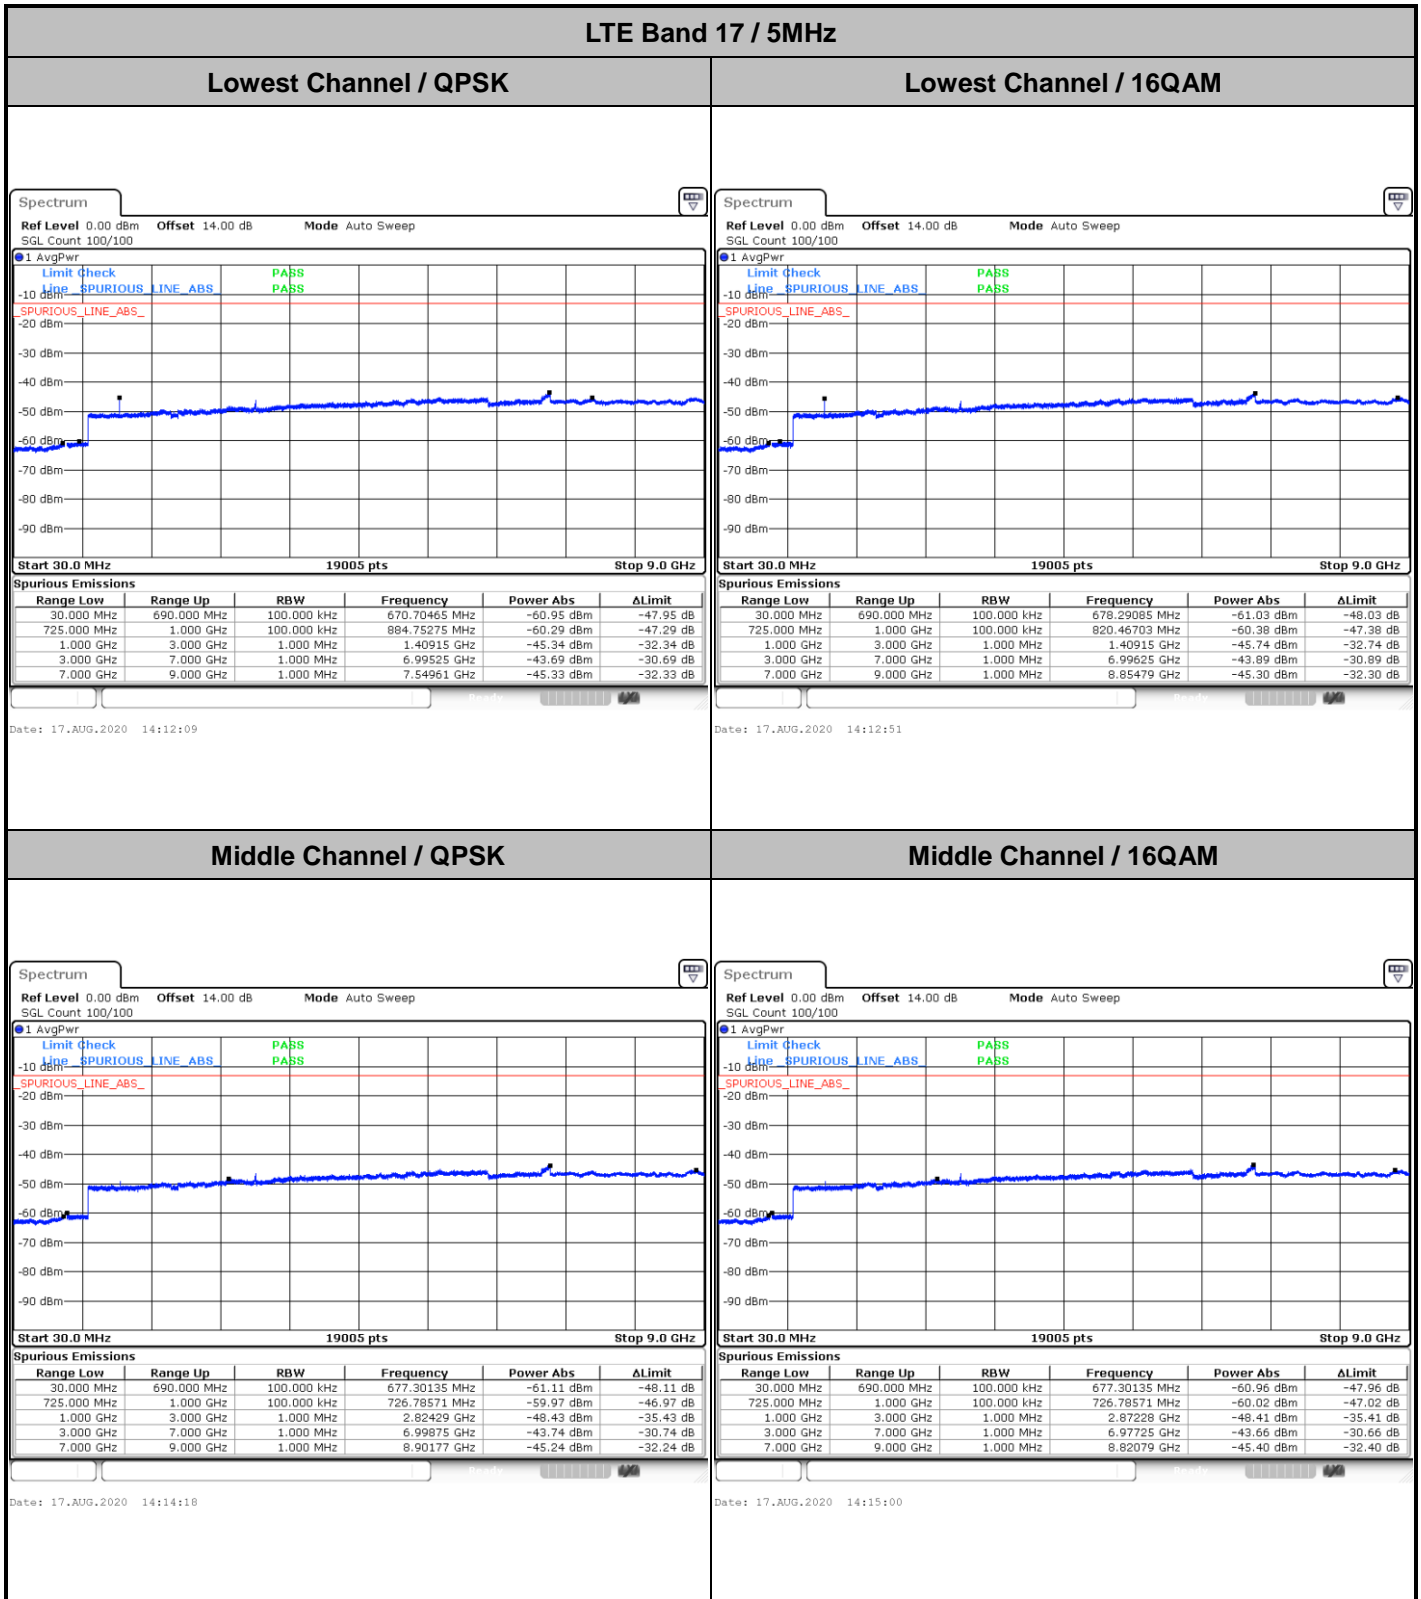 LTE Band 17 / 5MHz
Lowest Channel / QPSK
Lowest Channel / 16QAM
Spectrum
Ref Level 0.00 dBm Offset 14.00 dB Mode Auto Sweep
SGL Count 100/100
1 AvgPwr
Limit Check PASS
Line _SPURIOUS_LINE_ABS_ PASS
-10 dBm
_SPURIOUS_LINE_ABS_
-20 dBm
-30 dBm
-40 dBm
-50 dBm
-60 dBm
-70 dBm
-80 dBm
-90 dBm
Start 30.0 MHz 19005 pts Stop 9.0 GHz
Spurious Emissions
Range Low Range Up RBW Frequency Power Abs ΔLimit
30.000 MHz 690.000 MHz 100.000 kHz 670.70465 MHz -60.95 dBm -47.95 dB
725.000 MHz 1.000 GHz 100.000 kHz 884.75275 MHz -60.29 dBm -47.29 dB
1.000 GHz 3.000 GHz 1.000 MHz 1.40915 GHz -45.34 dBm -32.34 dB
3.000 GHz 7.000 GHz 1.000 MHz 6.99525 GHz -43.69 dBm -30.69 dB
7.000 GHz 9.000 GHz 1.000 MHz 7.54961 GHz -45.33 dBm -32.33 dB
Ready
Date: 17.AUG.2020 14:12:09
Spectrum
Ref Level 0.00 dBm Offset 14.00 dB Mode Auto Sweep
SGL Count 100/100
1 AvgPwr
Limit Check PASS
Line _SPURIOUS_LINE_ABS_ PASS
-10 dBm
_SPURIOUS_LINE_ABS_
-20 dBm
-30 dBm
-40 dBm
-50 dBm
-60 dBm
-70 dBm
-80 dBm
-90 dBm
Start 30.0 MHz 19005 pts Stop 9.0 GHz
Spurious Emissions
Range Low Range Up RBW Frequency Power Abs ΔLimit
30.000 MHz 690.000 MHz 100.000 kHz 678.29085 MHz -61.03 dBm -48.03 dB
725.000 MHz 1.000 GHz 100.000 kHz 820.46703 MHz -60.38 dBm -47.38 dB
1.000 GHz 3.000 GHz 1.000 MHz 1.40915 GHz -45.74 dBm -32.74 dB
3.000 GHz 7.000 GHz 1.000 MHz 6.99625 GHz -43.89 dBm -30.89 dB
7.000 GHz 9.000 GHz 1.000 MHz 8.85479 GHz -45.30 dBm -32.30 dB
Ready
Date: 17.AUG.2020 14:12:51
Middle Channel / QPSK
Middle Channel / 16QAM
Spectrum
Ref Level 0.00 dBm Offset 14.00 dB Mode Auto Sweep
SGL Count 100/100
1 AvgPwr
Limit Check PASS
Line _SPURIOUS_LINE_ABS_ PASS
-10 dBm
_SPURIOUS_LINE_ABS_
-20 dBm
-30 dBm
-40 dBm
-50 dBm
-60 dBm
-70 dBm
-80 dBm
-90 dBm
Start 30.0 MHz 19005 pts Stop 9.0 GHz
Spurious Emissions
Range Low Range Up RBW Frequency Power Abs ΔLimit
30.000 MHz 690.000 MHz 100.000 kHz 677.30135 MHz -61.11 dBm -48.11 dB
725.000 MHz 1.000 GHz 100.000 kHz 726.78571 MHz -59.97 dBm -46.97 dB
1.000 GHz 3.000 GHz 1.000 MHz 2.82429 GHz -48.43 dBm -35.43 dB
3.000 GHz 7.000 GHz 1.000 MHz 6.99875 GHz -43.74 dBm -30.74 dB
7.000 GHz 9.000 GHz 1.000 MHz 8.90177 GHz -45.24 dBm -32.24 dB
Ready
Date: 17.AUG.2020 14:14:18
Spectrum
Ref Level 0.00 dBm Offset 14.00 dB Mode Auto Sweep
SGL Count 100/100
1 AvgPwr
Limit Check PASS
Line _SPURIOUS_LINE_ABS_ PASS
-10 dBm
_SPURIOUS_LINE_ABS_
-20 dBm
-30 dBm
-40 dBm
-50 dBm
-60 dBm
-70 dBm
-80 dBm
-90 dBm
Start 30.0 MHz 19005 pts Stop 9.0 GHz
Spurious Emissions
Range Low Range Up RBW Frequency Power Abs ΔLimit
30.000 MHz 690.000 MHz 100.000 kHz 677.30135 MHz -60.96 dBm -47.96 dB
725.000 MHz 1.000 GHz 100.000 kHz 726.78571 MHz -60.02 dBm -47.02 dB
1.000 GHz 3.000 GHz 1.000 MHz 2.87228 GHz -48.41 dBm -35.41 dB
3.000 GHz 7.000 GHz 1.000 MHz 6.97725 GHz -43.66 dBm -30.66 dB
7.000 GHz 9.000 GHz 1.000 MHz 8.82079 GHz -45.40 dBm -32.40 dB
Ready
Date: 17.AUG.2020 14:15:00